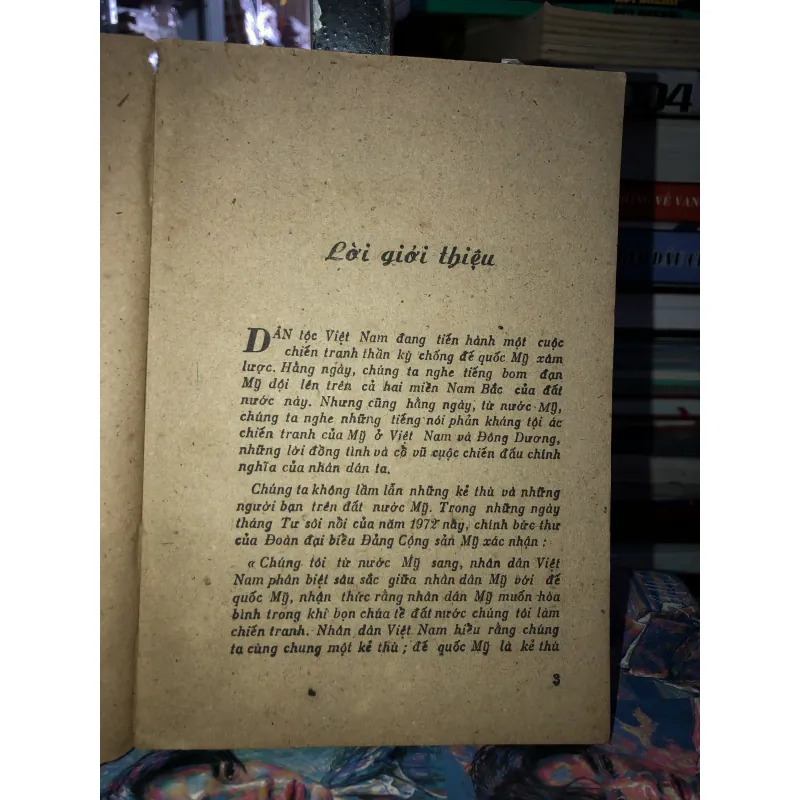 Lời giới thiệu
DÂN tộc Việt Nam đang tiến hành một cuộc
chiến tranh thần kỳ chống đế quốc Mỹ xâm
lược. Hằng ngày, chúng ta nghe tiếng bom đạn
Mỹ dội lên trên cả hai miền Nam Bắc của đất
nước này. Nhưng cũng hằng ngày, từ nước Mỹ,
chúng ta nghe những tiếng nói phản kháng tội ác
chiến tranh của Mỹ ở Việt Nam và Đông Dương,
những lời đồng tình và cổ vũ cuộc chiến đấu chính
nghĩa của nhân dân ta.
Chúng ta không lầm lẫn những kẻ thù và những
người bạn trên đất nước Mỹ. Trong những ngày
tháng Tư sôi nổi của năm 1972 này, chính bức thư
của Đoàn đại biểu Đảng Cộng sản Mỹ xác nhận :
« Chúng tôi từ nước Mỹ sang, nhân dân Việt
Nam phân biệt sâu sắc giữa nhân dân Mỹ với đế
quốc Mỹ, nhận thức rằng nhân dân Mỹ muốn hòa
bình trong khi bọn chúa tể đất nước chúng tôi làm
chiến tranh. Nhân dân Việt Nam hiểu rằng chúng
ta cùng chung một kẻ thù ; đế quốc Mỹ là kẻ thù
3
04